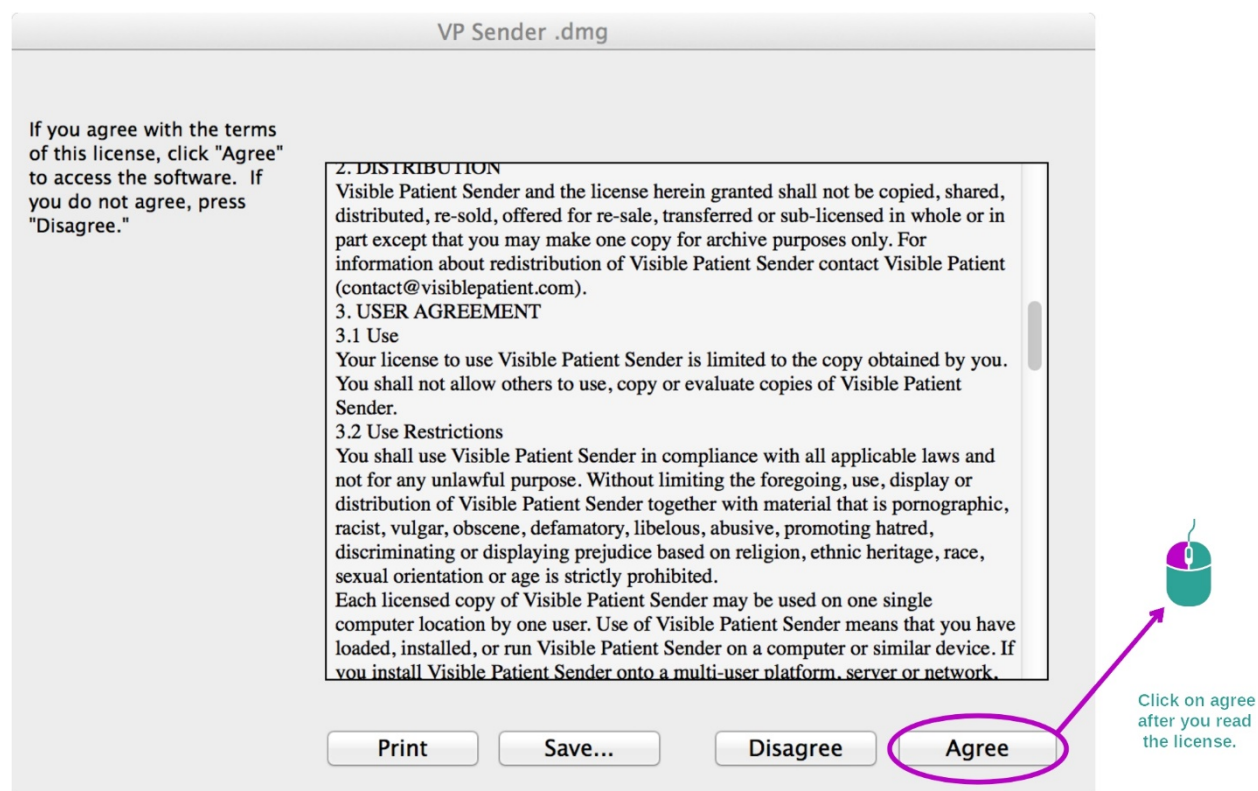 VP Sender .dmg
If you agree with the terms
of this license, click "Agree"
to access the software.  If
you do not agree, press
"Disagree."
2. DISTRIBUTION
Visible Patient Sender and the license herein granted shall not be copied, shared,
distributed, re-sold, offered for re-sale, transferred or sub-licensed in whole or in
part except that you may make one copy for archive purposes only. For
information about redistribution of Visible Patient Sender contact Visible Patient
(contact@visiblepatient.com).
3. USER AGREEMENT
3.1 Use
Your license to use Visible Patient Sender is limited to the copy obtained by you.
You shall not allow others to use, copy or evaluate copies of Visible Patient
Sender.
3.2 Use Restrictions
You shall use Visible Patient Sender in compliance with all applicable laws and
not for any unlawful purpose. Without limiting the foregoing, use, display or
distribution of Visible Patient Sender together with material that is pornographic,
racist, vulgar, obscene, defamatory, libelous, abusive, promoting hatred,
discriminating or displaying prejudice based on religion, ethnic heritage, race,
sexual orientation or age is strictly prohibited.
Each licensed copy of Visible Patient Sender may be used on one single
computer location by one user. Use of Visible Patient Sender means that you have
loaded, installed, or run Visible Patient Sender on a computer or similar device. If
you install Visible Patient Sender onto a multi-user platform, server or network,
Print
Save...
Disagree
Agree
Click on agree
after you read
the license.